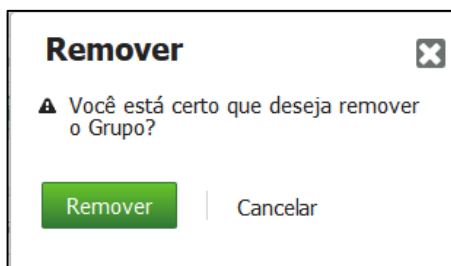 Remover
Você está certo que deseja remover
o Grupo?
Remover
Cancelar